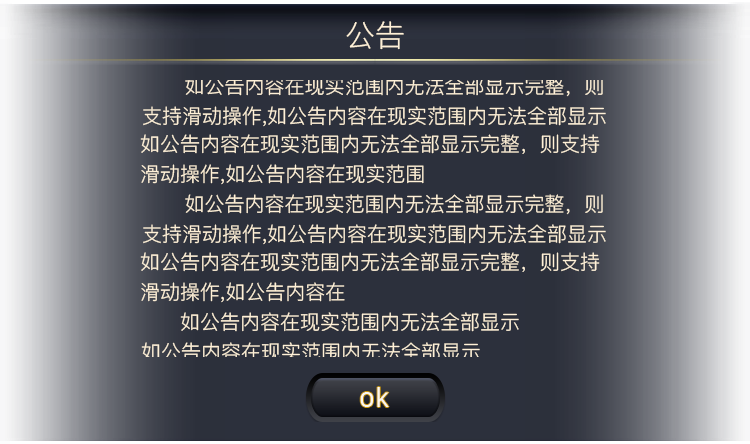 公告
如公告内容在现实范围内无法全部显示完整，则
支持滑动操作,如公告内容在现实范围内无法全部显示
如公告内容在现实范围内无法全部显示完整，则支持
滑动操作,如公告内容在现实范围
如公告内容在现实范围内无法全部显示完整，则
支持滑动操作,如公告内容在现实范围内无法全部显示
如公告内容在现实范围内无法全部显示完整，则支持
滑动操作,如公告内容在
如公告内容在现实范围内无法全部显示
如公告内容在现实范围内无法全部显示
ok